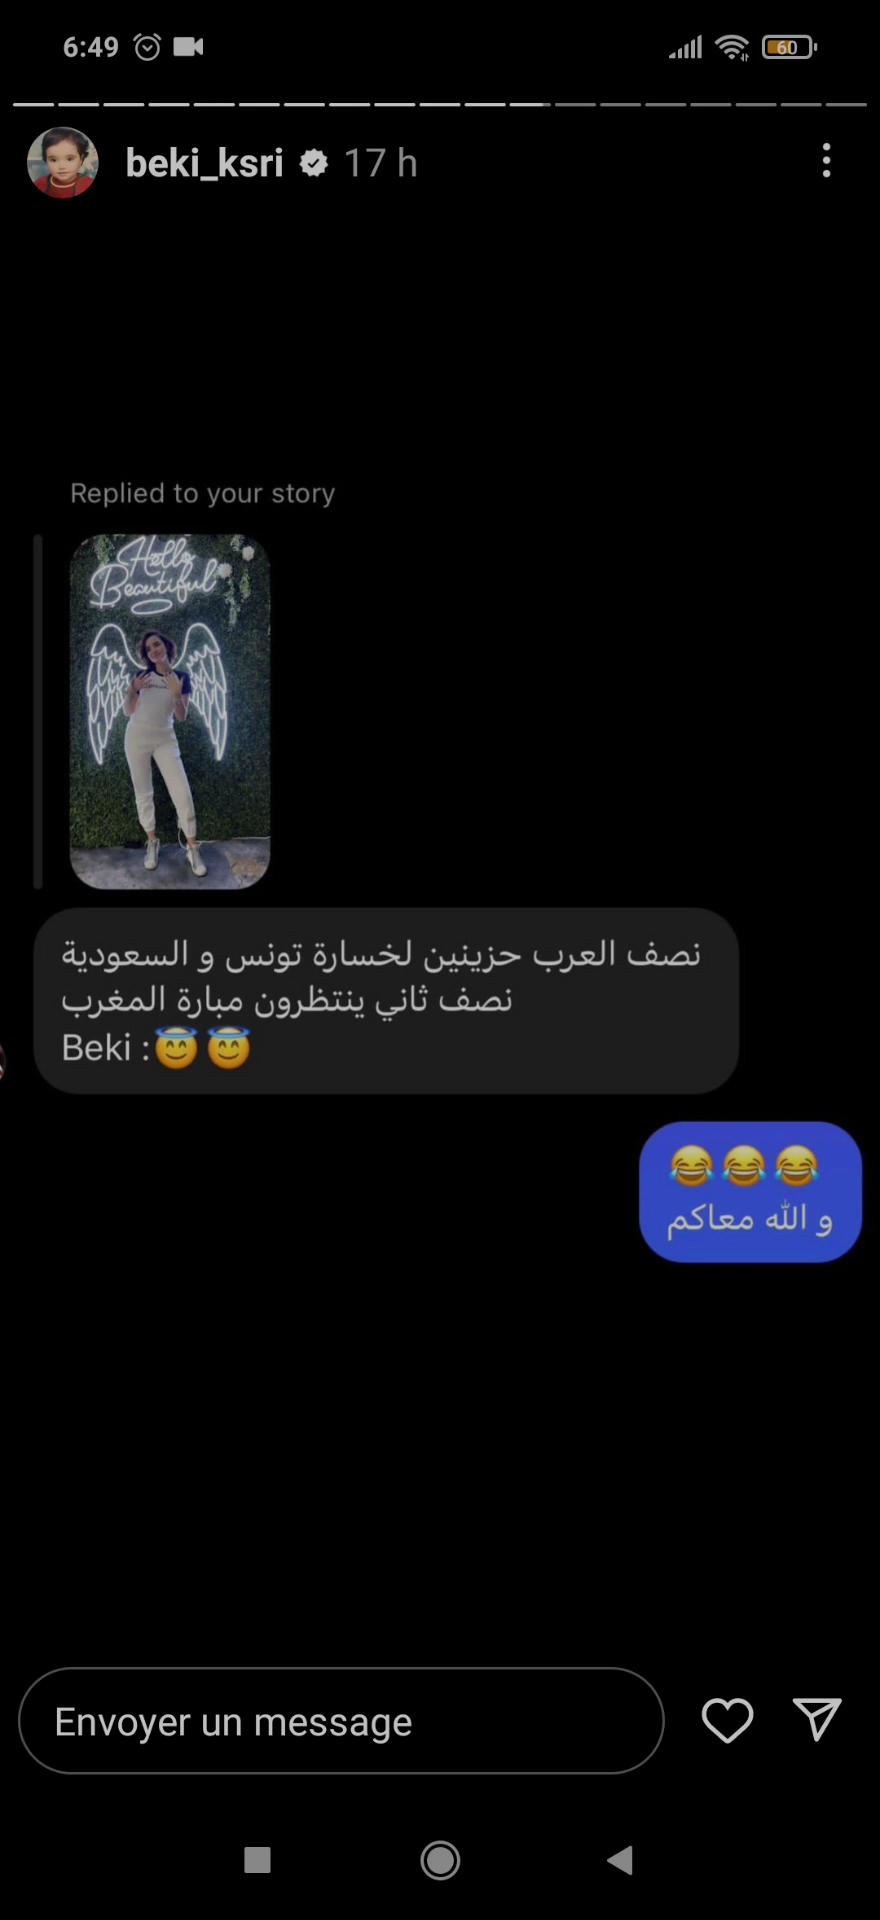 6:49
60
beki_ksri 17 h
Replied to your story
Hello
Beautiful
نصف العرب حزينين لخسارة تونس و السعودية
نصف ثاني ينتظرون مبارة المغرب
Beki :😇😇
😂😂😂
و الله معاكم
Envoyer un message